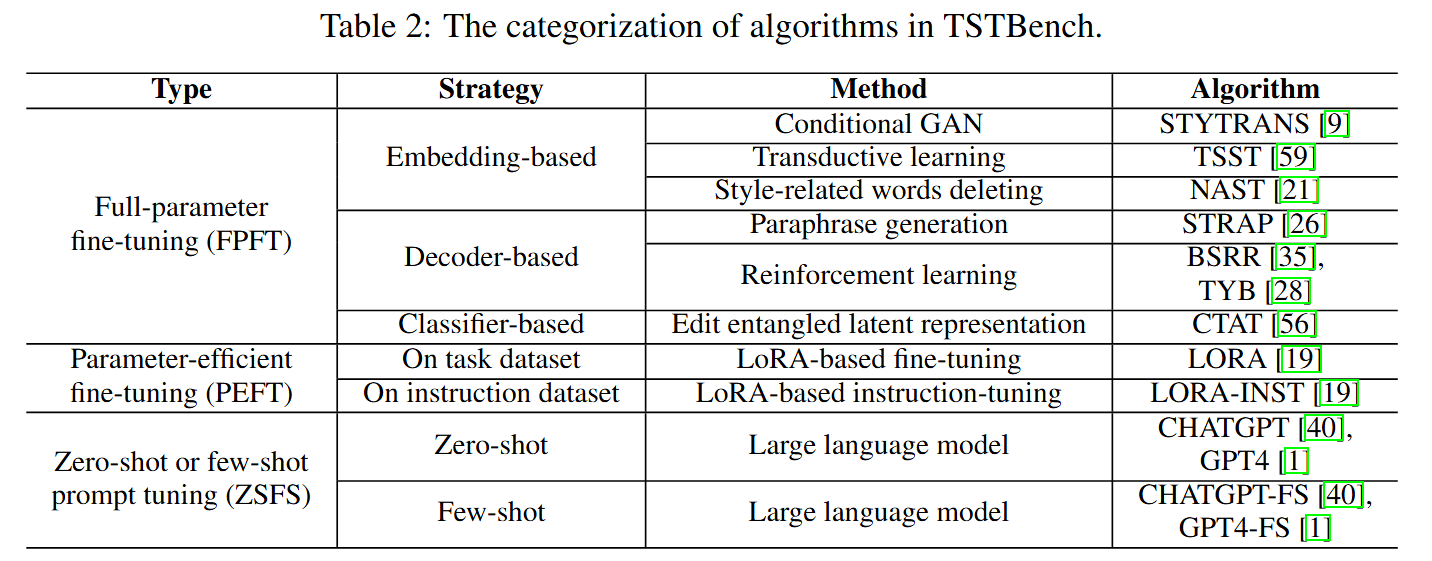 Table 2: The categorization of algorithms in TSTBench.
Type Strategy Method Algorithm
Full-parameter
fine-tuning (FPFT)
Embedding-based
Conditional GAN STYTRANS [9]
Transductive learning TSST [59]
Style-related words deleting NAST [21]
Decoder-based
Paraphrase generation STRAP [26]
Reinforcement learning
BSRR [35],
TYB [28]
Classifier-based Edit entangled latent representation CTAT [56]
Parameter-efficient
fine-tuning (PEFT)
On task dataset LoRA-based fine-tuning LORA [19]
On instruction dataset LoRA-based instruction-tuning LORA-INST [19]
Zero-shot or few-shot
prompt tuning (ZSFS)
Zero-shot Large language model
CHATGPT [40],
GPT4 [1]
Few-shot Large language model
CHATGPT-FS [40],
GPT4-FS [1]